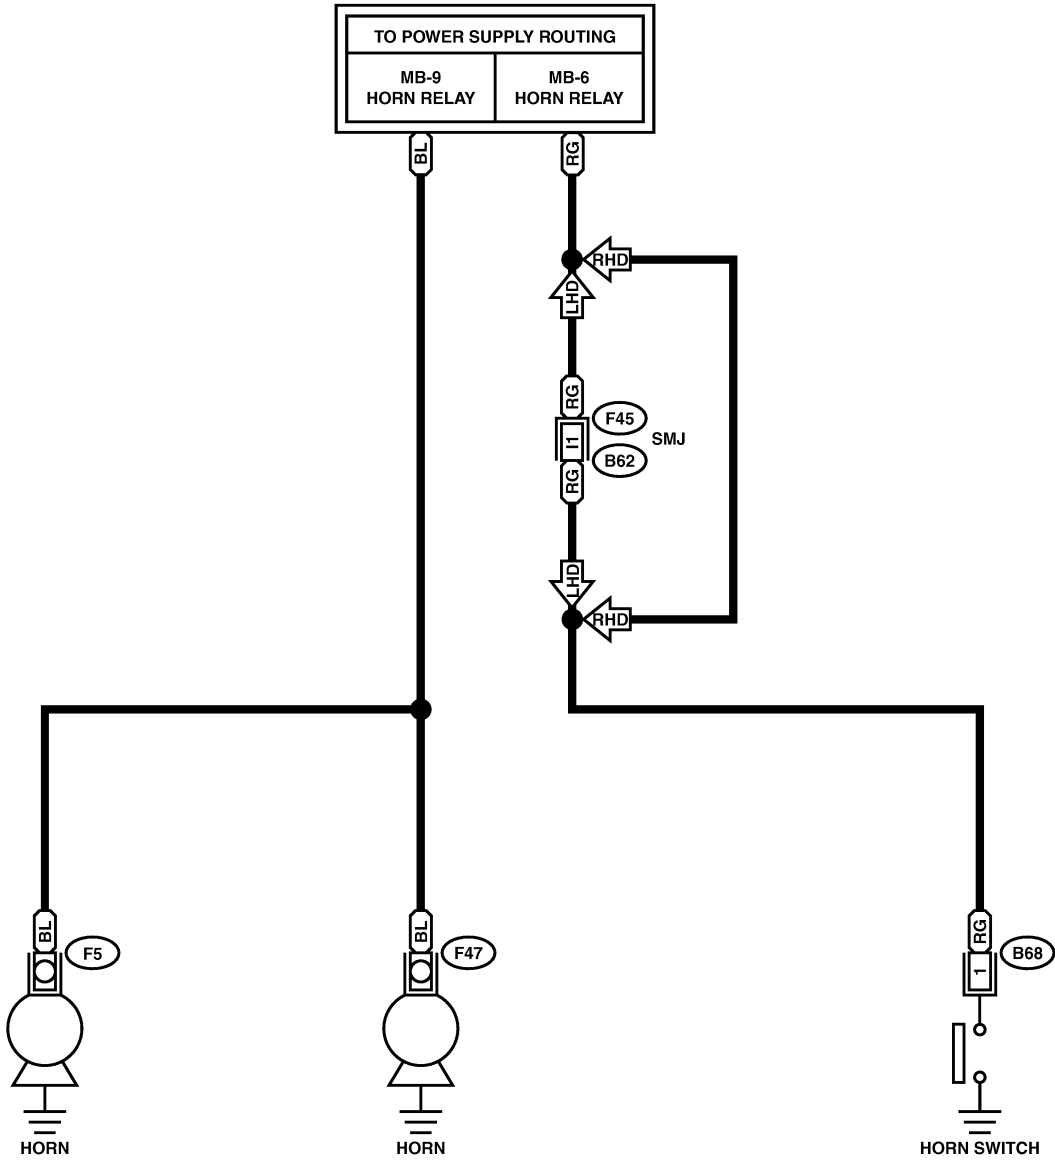 TO POWER SUPPLY ROUTING
MB-9
HORN RELAY
MB-6
HORN RELAY
BL
RG
RHD
LHD
RG
F45
I1
SMJ
B62
RG
LHD
RHD
BL
F5
BL
F47
RG
B68
1
HORN
HORN
HORN SWITCH